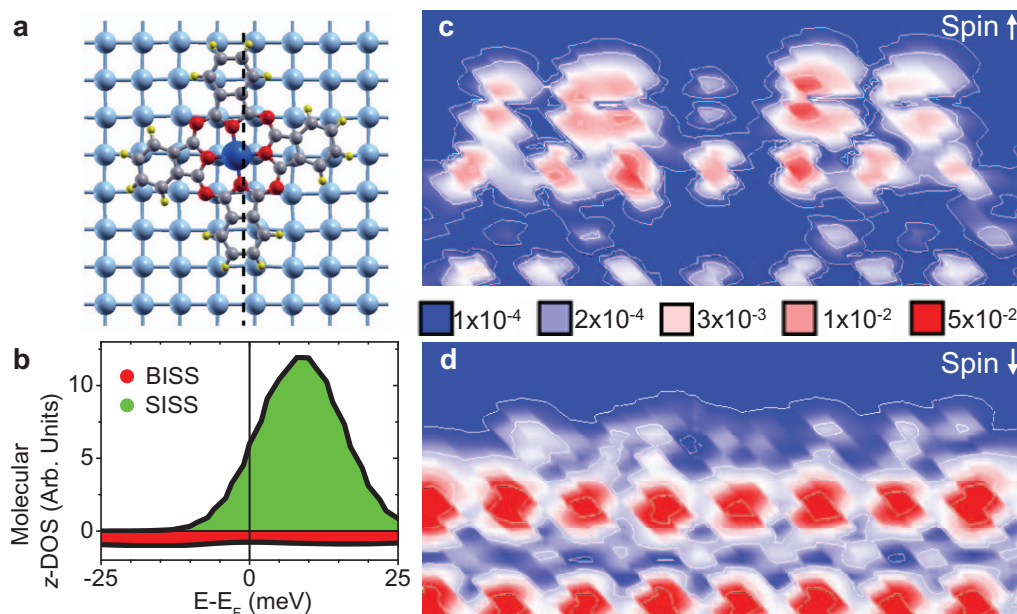 a
c
Spin ↑
1x10⁻⁴
2x10⁻⁴
3x10⁻³
1x10⁻²
5x10⁻²
b
BISS
SISS
Molecular
z-DOS (Arb. Units)
10
5
0
-25
0
25
E-E_F (meV)
d
Spin ↓